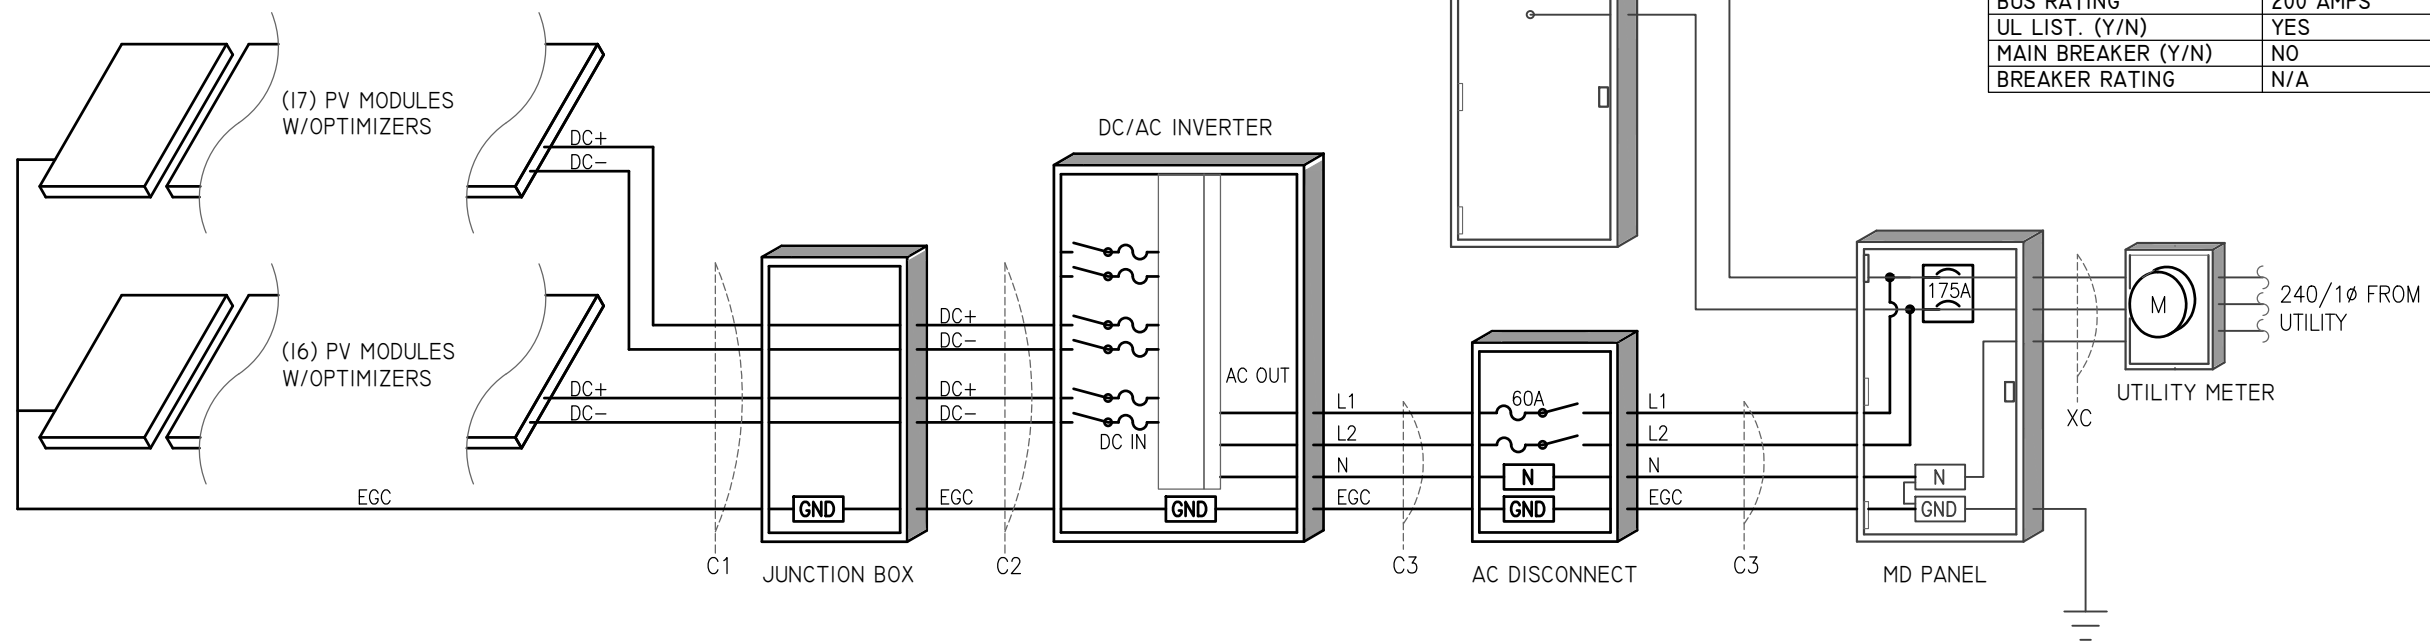 BUS RATING 200 AMPS
UL LIST. (Y/N) YES
MAIN BREAKER (Y/N) NO
BREAKER RATING N/A
(17) PV MODULES
W/OPTIMIZERS
DC+
DC-
DC/AC INVERTER
(16) PV MODULES
W/OPTIMIZERS
DC+
DC-
EGC
C1
JUNCTION BOX
GND
DC+
DC-
DC+
DC-
EGC
C2
DC IN
AC OUT
GND
L1
L2
N
EGC
C3
60A
N
GND
AC DISCONNECT
L1
L2
N
EGC
C3
175A
N
GND
MD PANEL
XC
M
UTILITY METER
240/1ø FROM
UTILITY